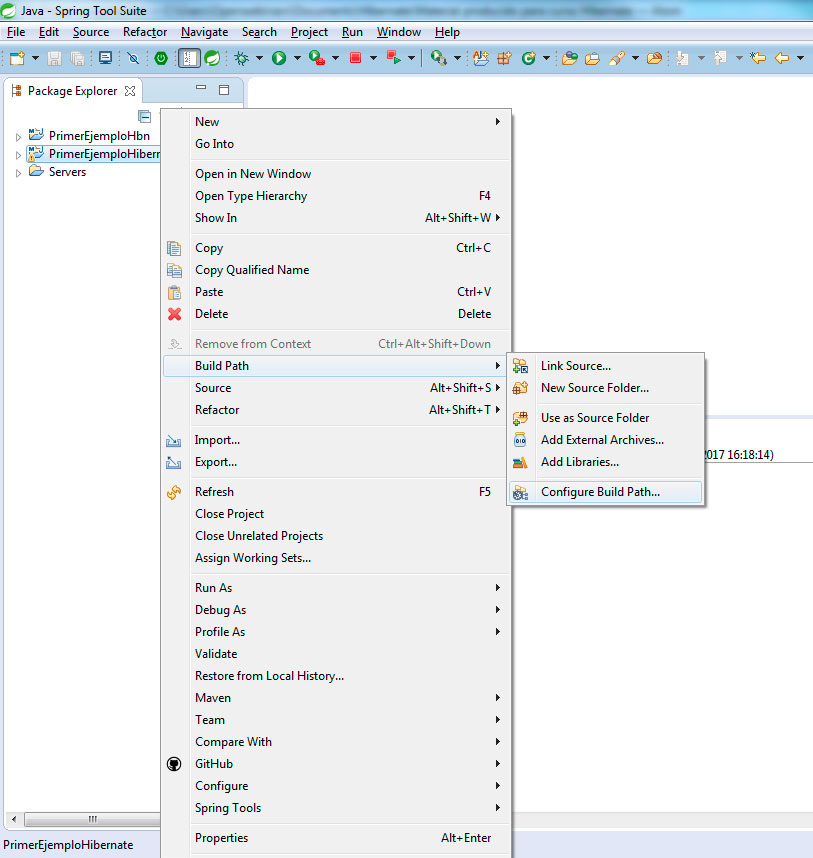 Java - Spring Tool Suite
File Edit Source Refactor Navigate Search Project Run Window Help
Package Explorer
PrimerEjemploHbn
PrimerEjemploHibern
Servers
New
Go Into
Open in New Window
Open Type Hierarchy F4
Show In Alt+Shift+W
Copy Ctrl+C
Copy Qualified Name
Paste Ctrl+V
Delete Delete
Remove from Context Ctrl+Alt+Shift+Down
Build Path
Source Alt+Shift+S
Refactor Alt+Shift+T
Import...
Export...
Refresh F5
Close Project
Close Unrelated Projects
Assign Working Sets...
Run As
Debug As
Profile As
Validate
Restore from Local History...
Maven
Team
Compare With
GitHub
Configure
Spring Tools
Properties Alt+Enter
Link Source...
New Source Folder...
Use as Source Folder
Add External Archives...
Add Libraries...
Configure Build Path...
2017 16:18:14)
PrimerEjemploHibernate